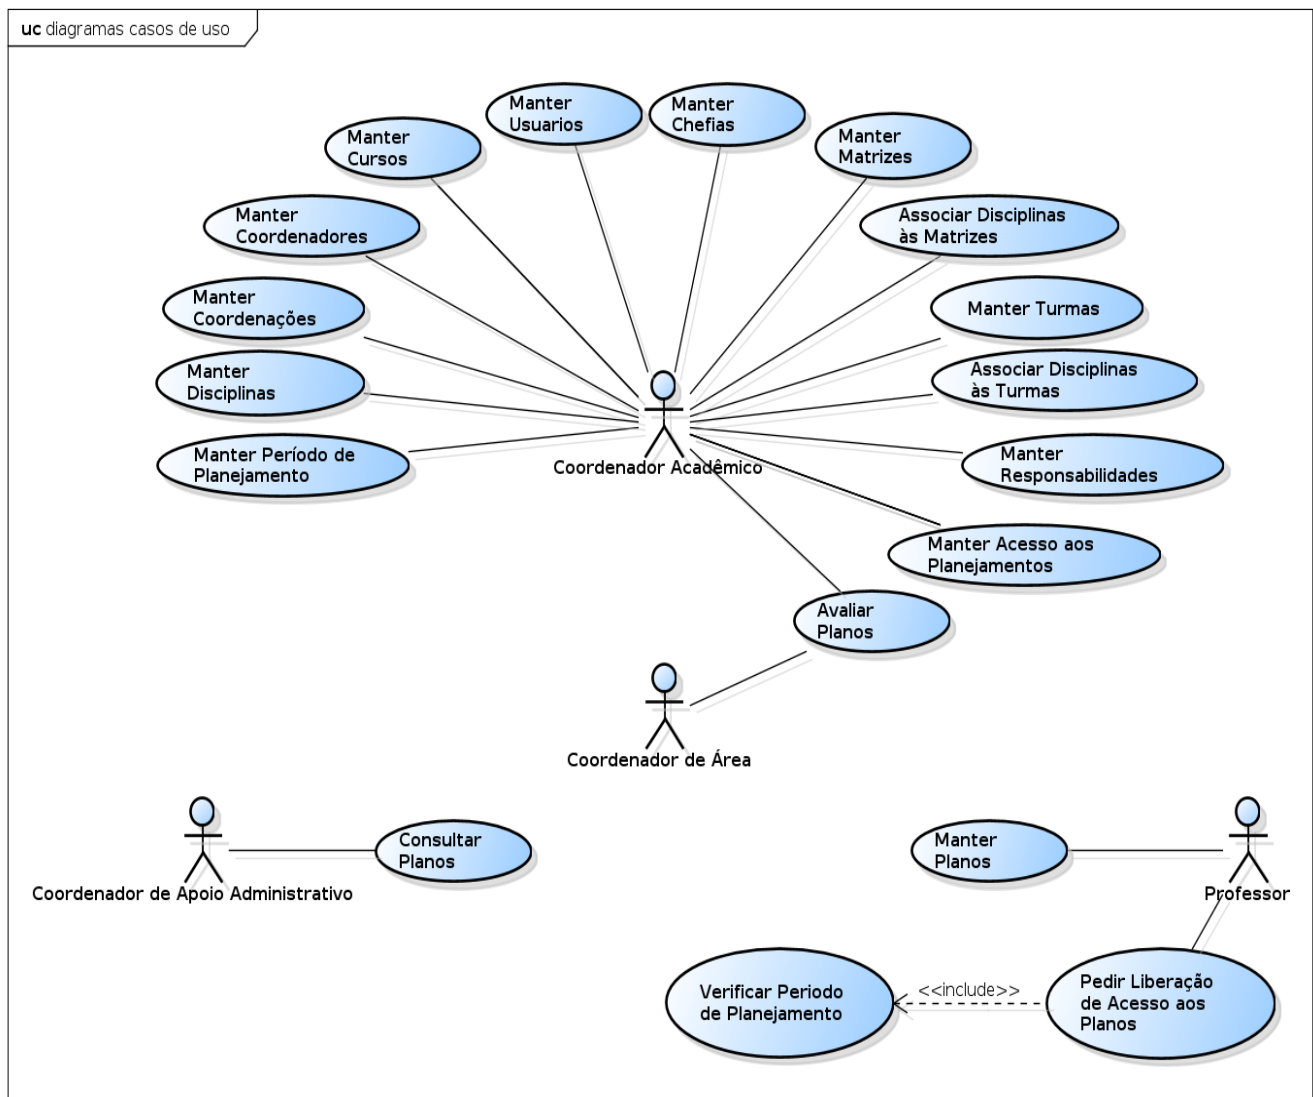 uc diagramas casos de uso
Manter
Usuarios
Manter
Chefias
Manter
Cursos
Manter
Matrizes
Manter
Coordenadores
Associar Disciplinas
às Matrizes
Manter
Coordenações
Manter Turmas
Manter
Disciplinas
Associar Disciplinas
às Turmas
Manter Período de
Planejamento
Coordenador Acadêmico
Manter
Responsabilidades
Manter Acesso aos
Planejamentos
Avaliar
Planos
Coordenador de Área
Consultar
Planos
Coordenador de Apoio Administrativo
Manter
Planos
Professor
Verificar Periodo
de Planejamento
<<include>>
Pedir Liberação
de Acesso aos
Planos